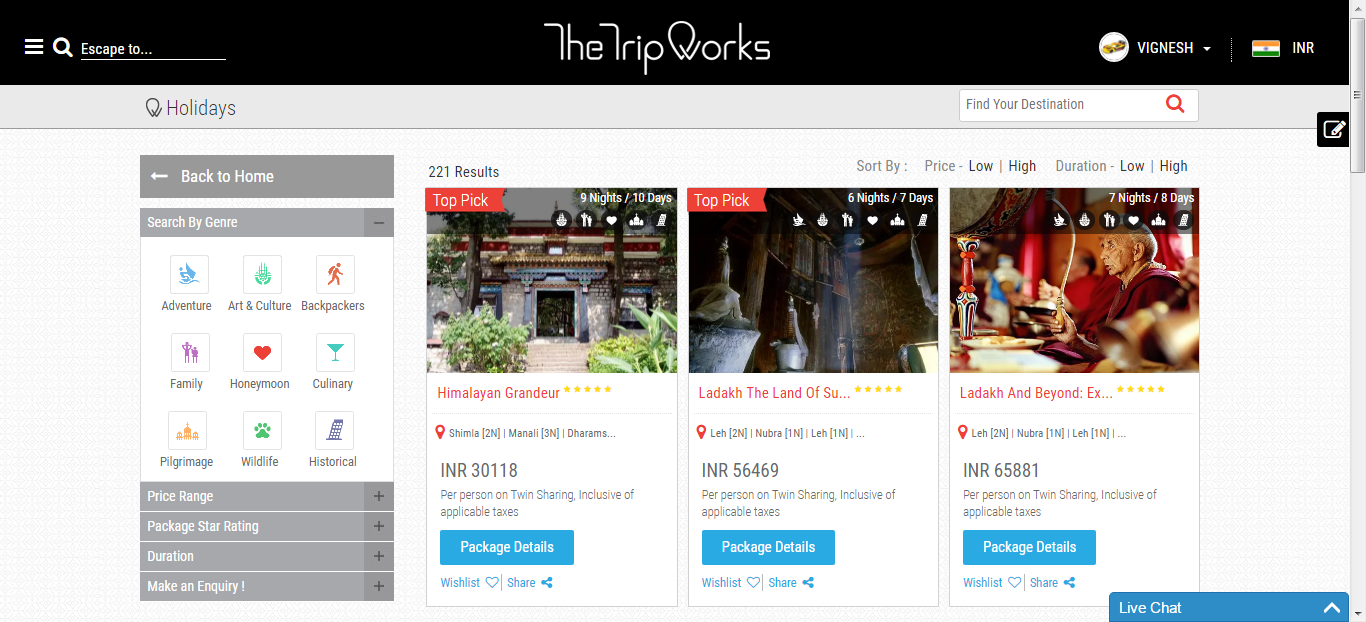 Escape to...
The Trip Works
VIGNESH
INR
Holidays
Find Your Destination
Back to Home
Search By Genre
Adventure
Art & Culture
Backpackers
Family
Honeymoon
Culinary
Pilgrimage
Wildlife
Historical
Price Range
Package Star Rating
Duration
Make an Enquiry !
221 Results
Sort By : Price - Low | High Duration - Low | High
Top Pick
9 Nights / 10 Days
Himalayan Grandeur
Shimla [2N] | Manali [3N] | Dharams...
INR 30118
Per person on Twin Sharing, Inclusive of
applicable taxes
Package Details
Wishlist
Share
Top Pick
6 Nights / 7 Days
Ladakh The Land Of Su...
Leh [2N] | Nubra [1N] | Leh [1N] | ...
INR 56469
Per person on Twin Sharing, Inclusive of
applicable taxes
Package Details
Wishlist
Share
7 Nights / 8 Days
Ladakh And Beyond: Ex...
Leh [2N] | Nubra [1N] | Leh [1N] | ...
INR 65881
Per person on Twin Sharing, Inclusive of
applicable taxes
Package Details
Wishlist
Share
Live Chat